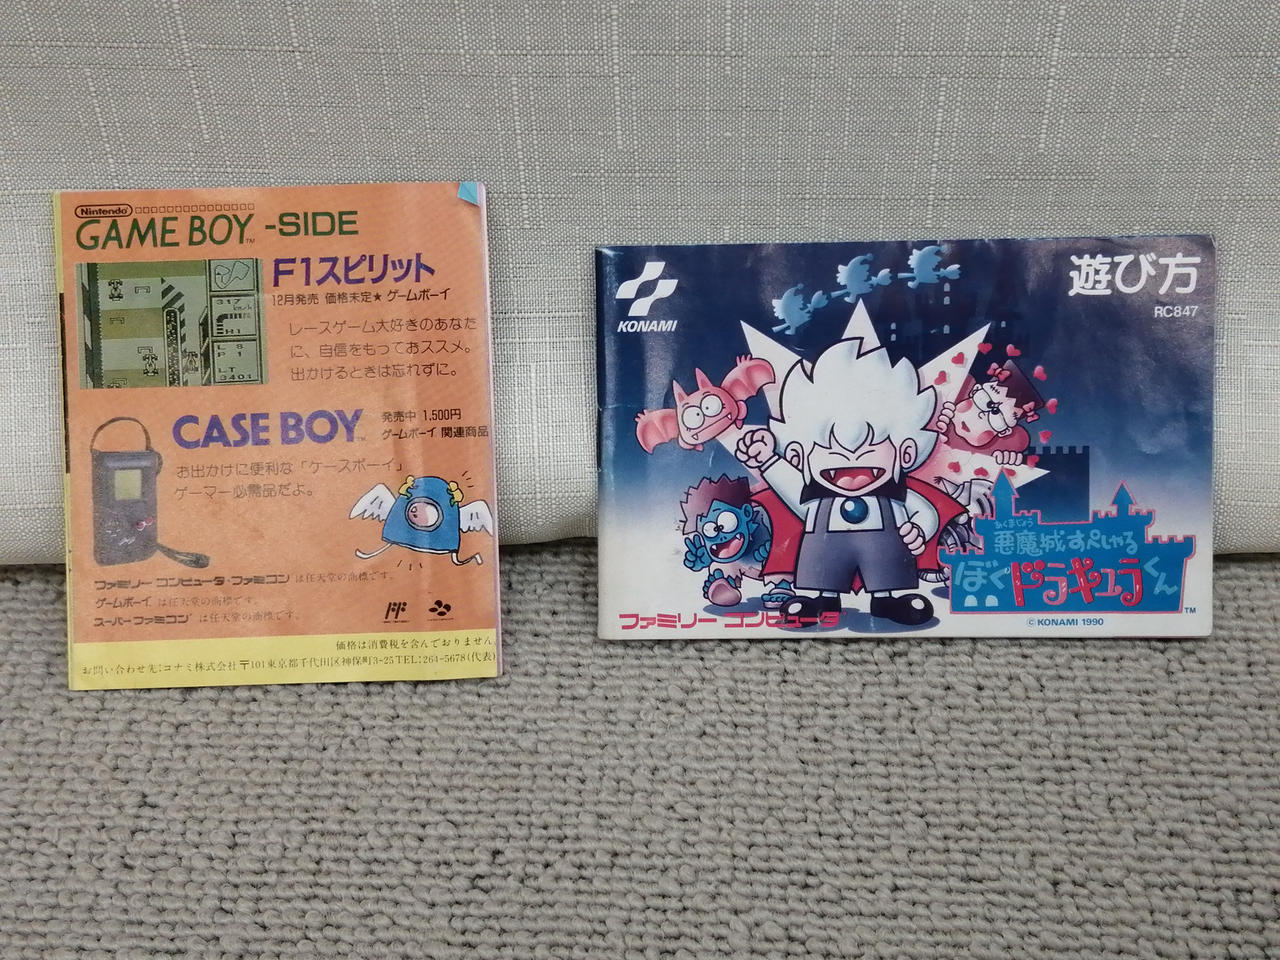 Nintendo
GAME BOY™ -SIDE
F1スピリット
12月発売 価格未定★ ゲームボーイ
レースゲーム大好きのあなた
に、自信をもっておススメ。
出かけるときは忘れずに。
317
km/h
LT
3401
CASE BOY™
発売中 1,500円
ゲームボーイ 関連商品
お出かけに便利な「ケースボーイ」
ゲーマー必需品だよ。
ファミリー コンピュータ・ファミコン は任天堂の商標です。
ゲームボーイ は任天堂の商標です。
スーパーファミコン は任天堂の商標です。
価格は消費税を含んでおりません
お問い合わせ先:コナミ株式会社〒101東京都千代田区神保町3-25 TEL:264-5678(代表)
KONAMI
遊び方
RC847
あくまじょう
悪魔城すぺしゃる
ぼくドラキュラくん
™
ファミリー コンピュータ
©KONAMI 1990